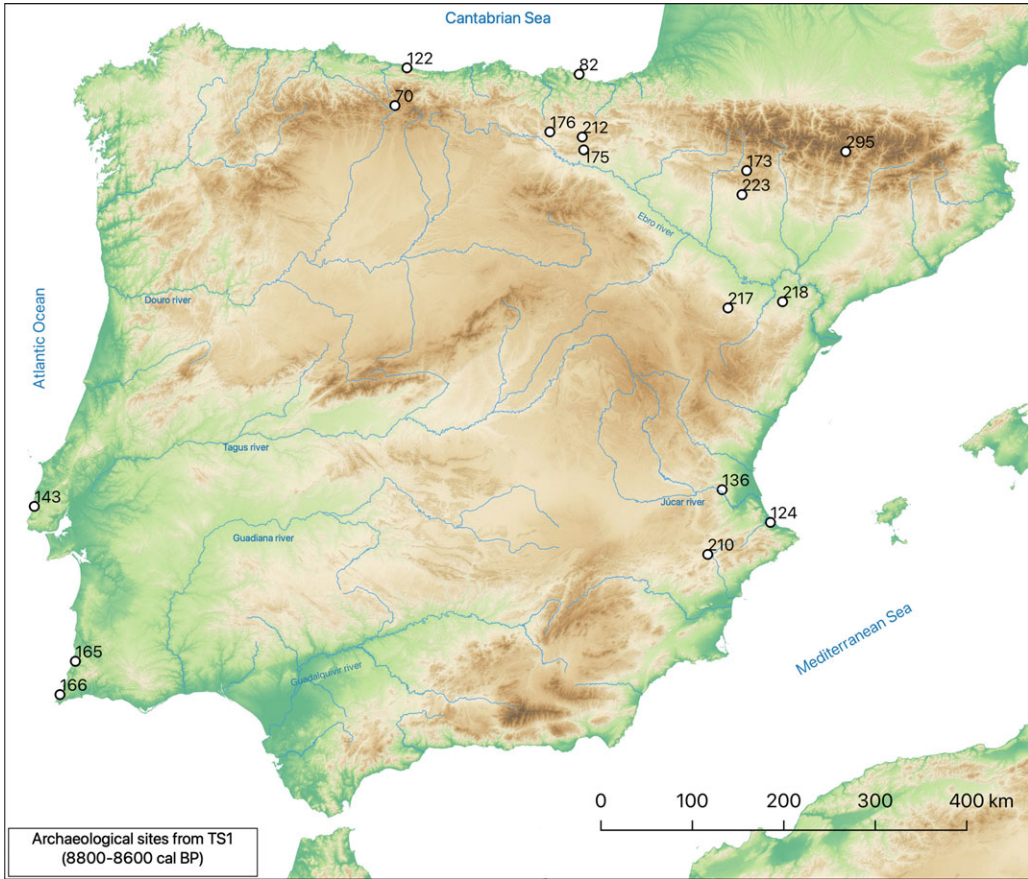 Cantabrian Sea
122
82
70
176
212
175
295
173
223
Ebro river
Atlantic Ocean
Douro river
217
218
Tagus river
143
136
Júcar river
124
Guadiana river
210
Mediterranean Sea
165
Guadalquivir river
166
0 100 200 300 400 km
Archaeological sites from TS1
(8800-8600 cal BP)